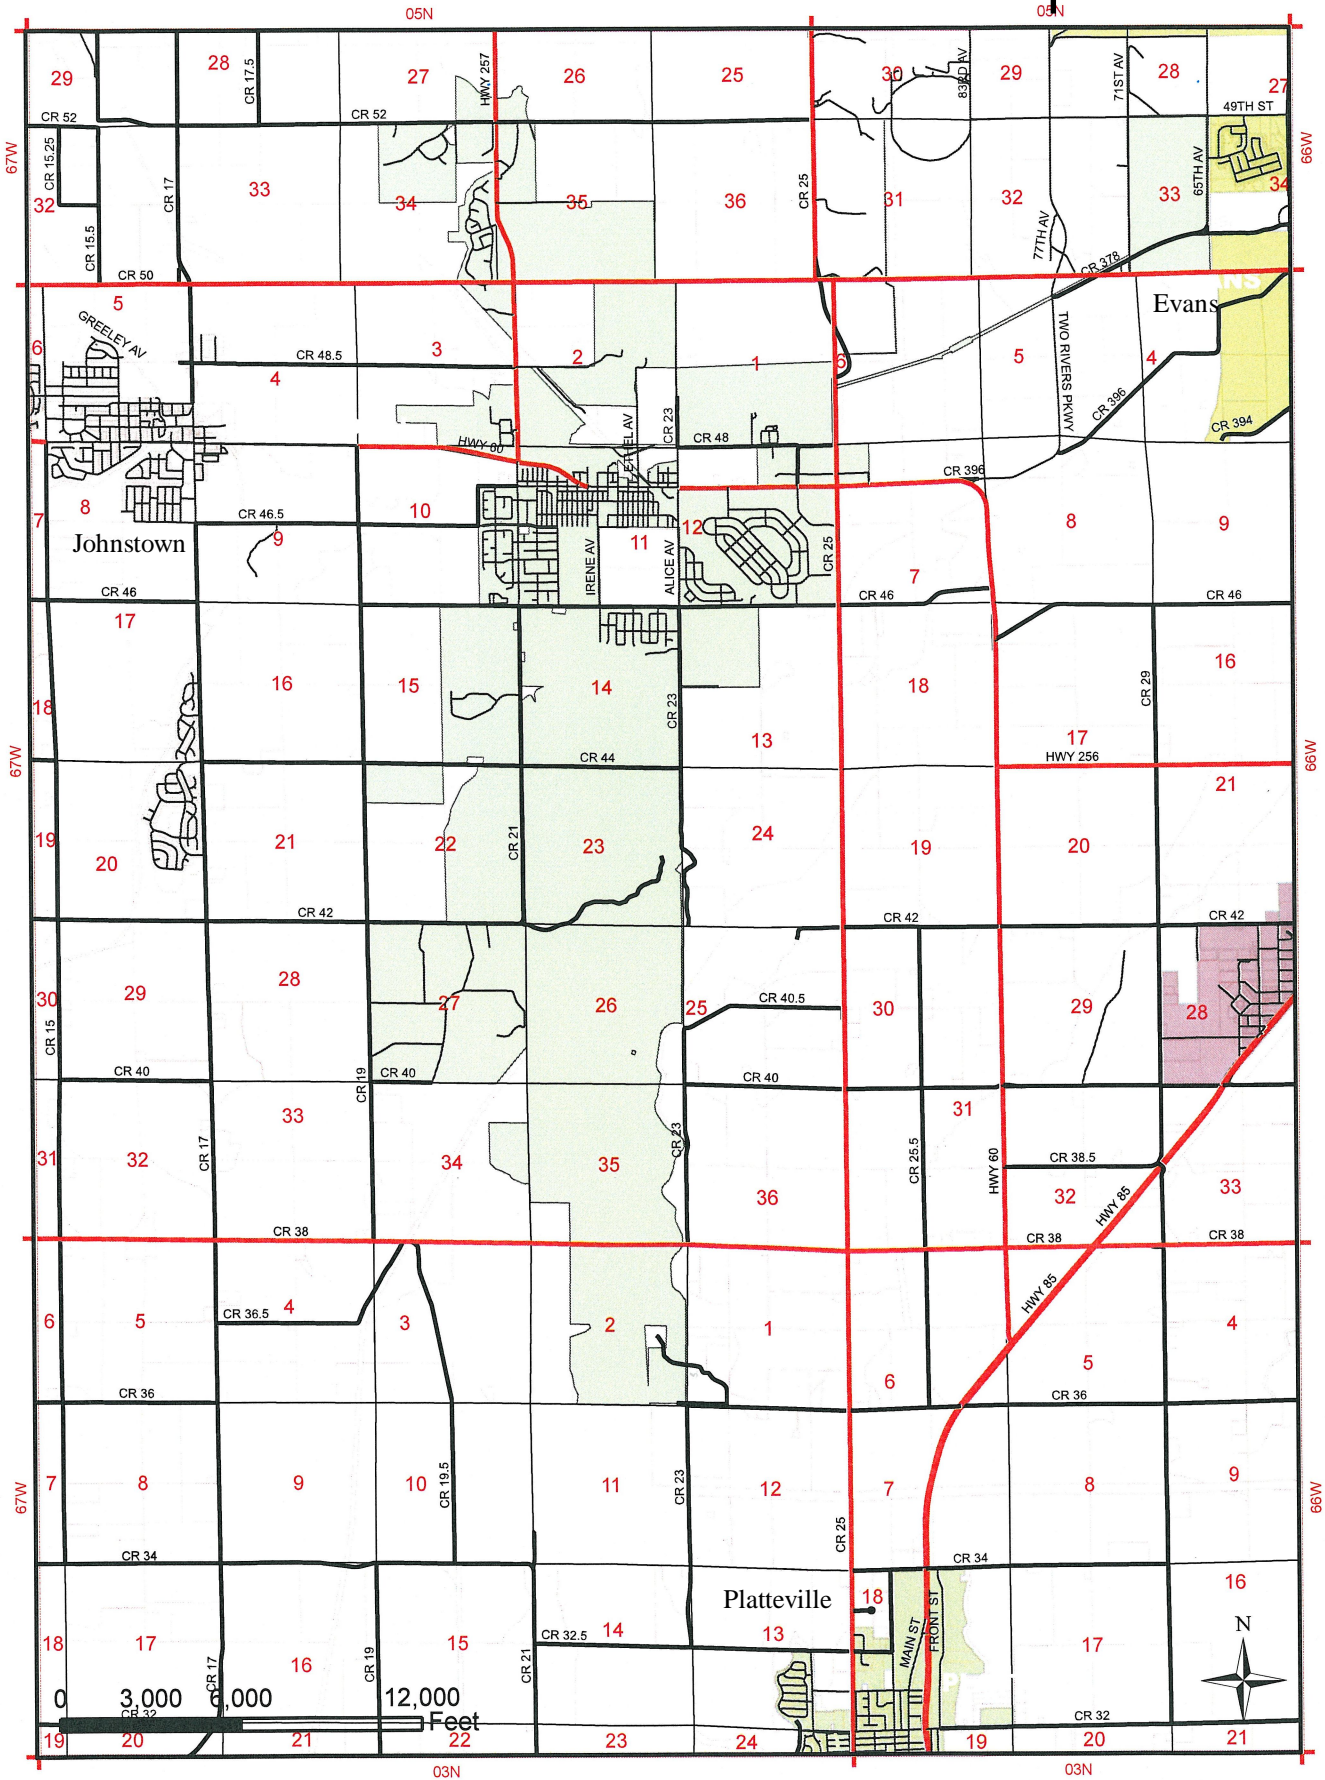 05N 05N
29 28 27 26 25 30 29 28 27
CR 17.5 HWY 257 83RD AV 71ST AV
CR 52 CR 52 49TH ST
67W 66W
CR 15.25 CR 17 CR 25 65TH AV
32 33 34 35 36 31 32 33 34
CR 15.5 77TH AV
CR 50 CR 378
5 Evans
GREELEY AV
6 4 CR 48.5 3 2 1 6 5 4
TWO RIVERS PKWY CR 396
ETHEL AV CR 23
HWY 60 CR 48 CR 394
CR 396
7 8 10 11 12 8 9
Johnstown
CR 46.5 9
IRENE AV ALICE AV CR 25
7
CR 46 CR 46 CR 46
17
18 16 15 14 18 16
CR 23 CR 29
13 17
67W CR 44 HWY 256 66W
21
19 20 21 22 CR 21 23 24 19 20
CR 42 CR 42 CR 42
30 29 28 27 26 25 CR 40.5 30 29 28
CR 15
CR 40 CR 19 CR 40 CR 40
33 31
31 32 CR 17 34 35 CR 23 36 CR 25.5 HWY 60 CR 38.5 32 33
HWY 85
CR 38 CR 38 CR 38
HWY 85
6 5 CR 36.5 4 3 2 1 4
6 5
CR 36 CR 36
7 8 9 10 CR 19.5 11 CR 23 12 7 8 9
67W 66W
CR 25
CR 34 CR 34
Platteville 18 16
18 17 16 15 14 13 17
CR 32.5 MAIN ST FRONT ST N
CR 17 CR 19 CR 21
0 3,000 6,000 12,000
CR 32 Feet CR 32
19 20 21 22 23 24 19 20 21
03N 03N